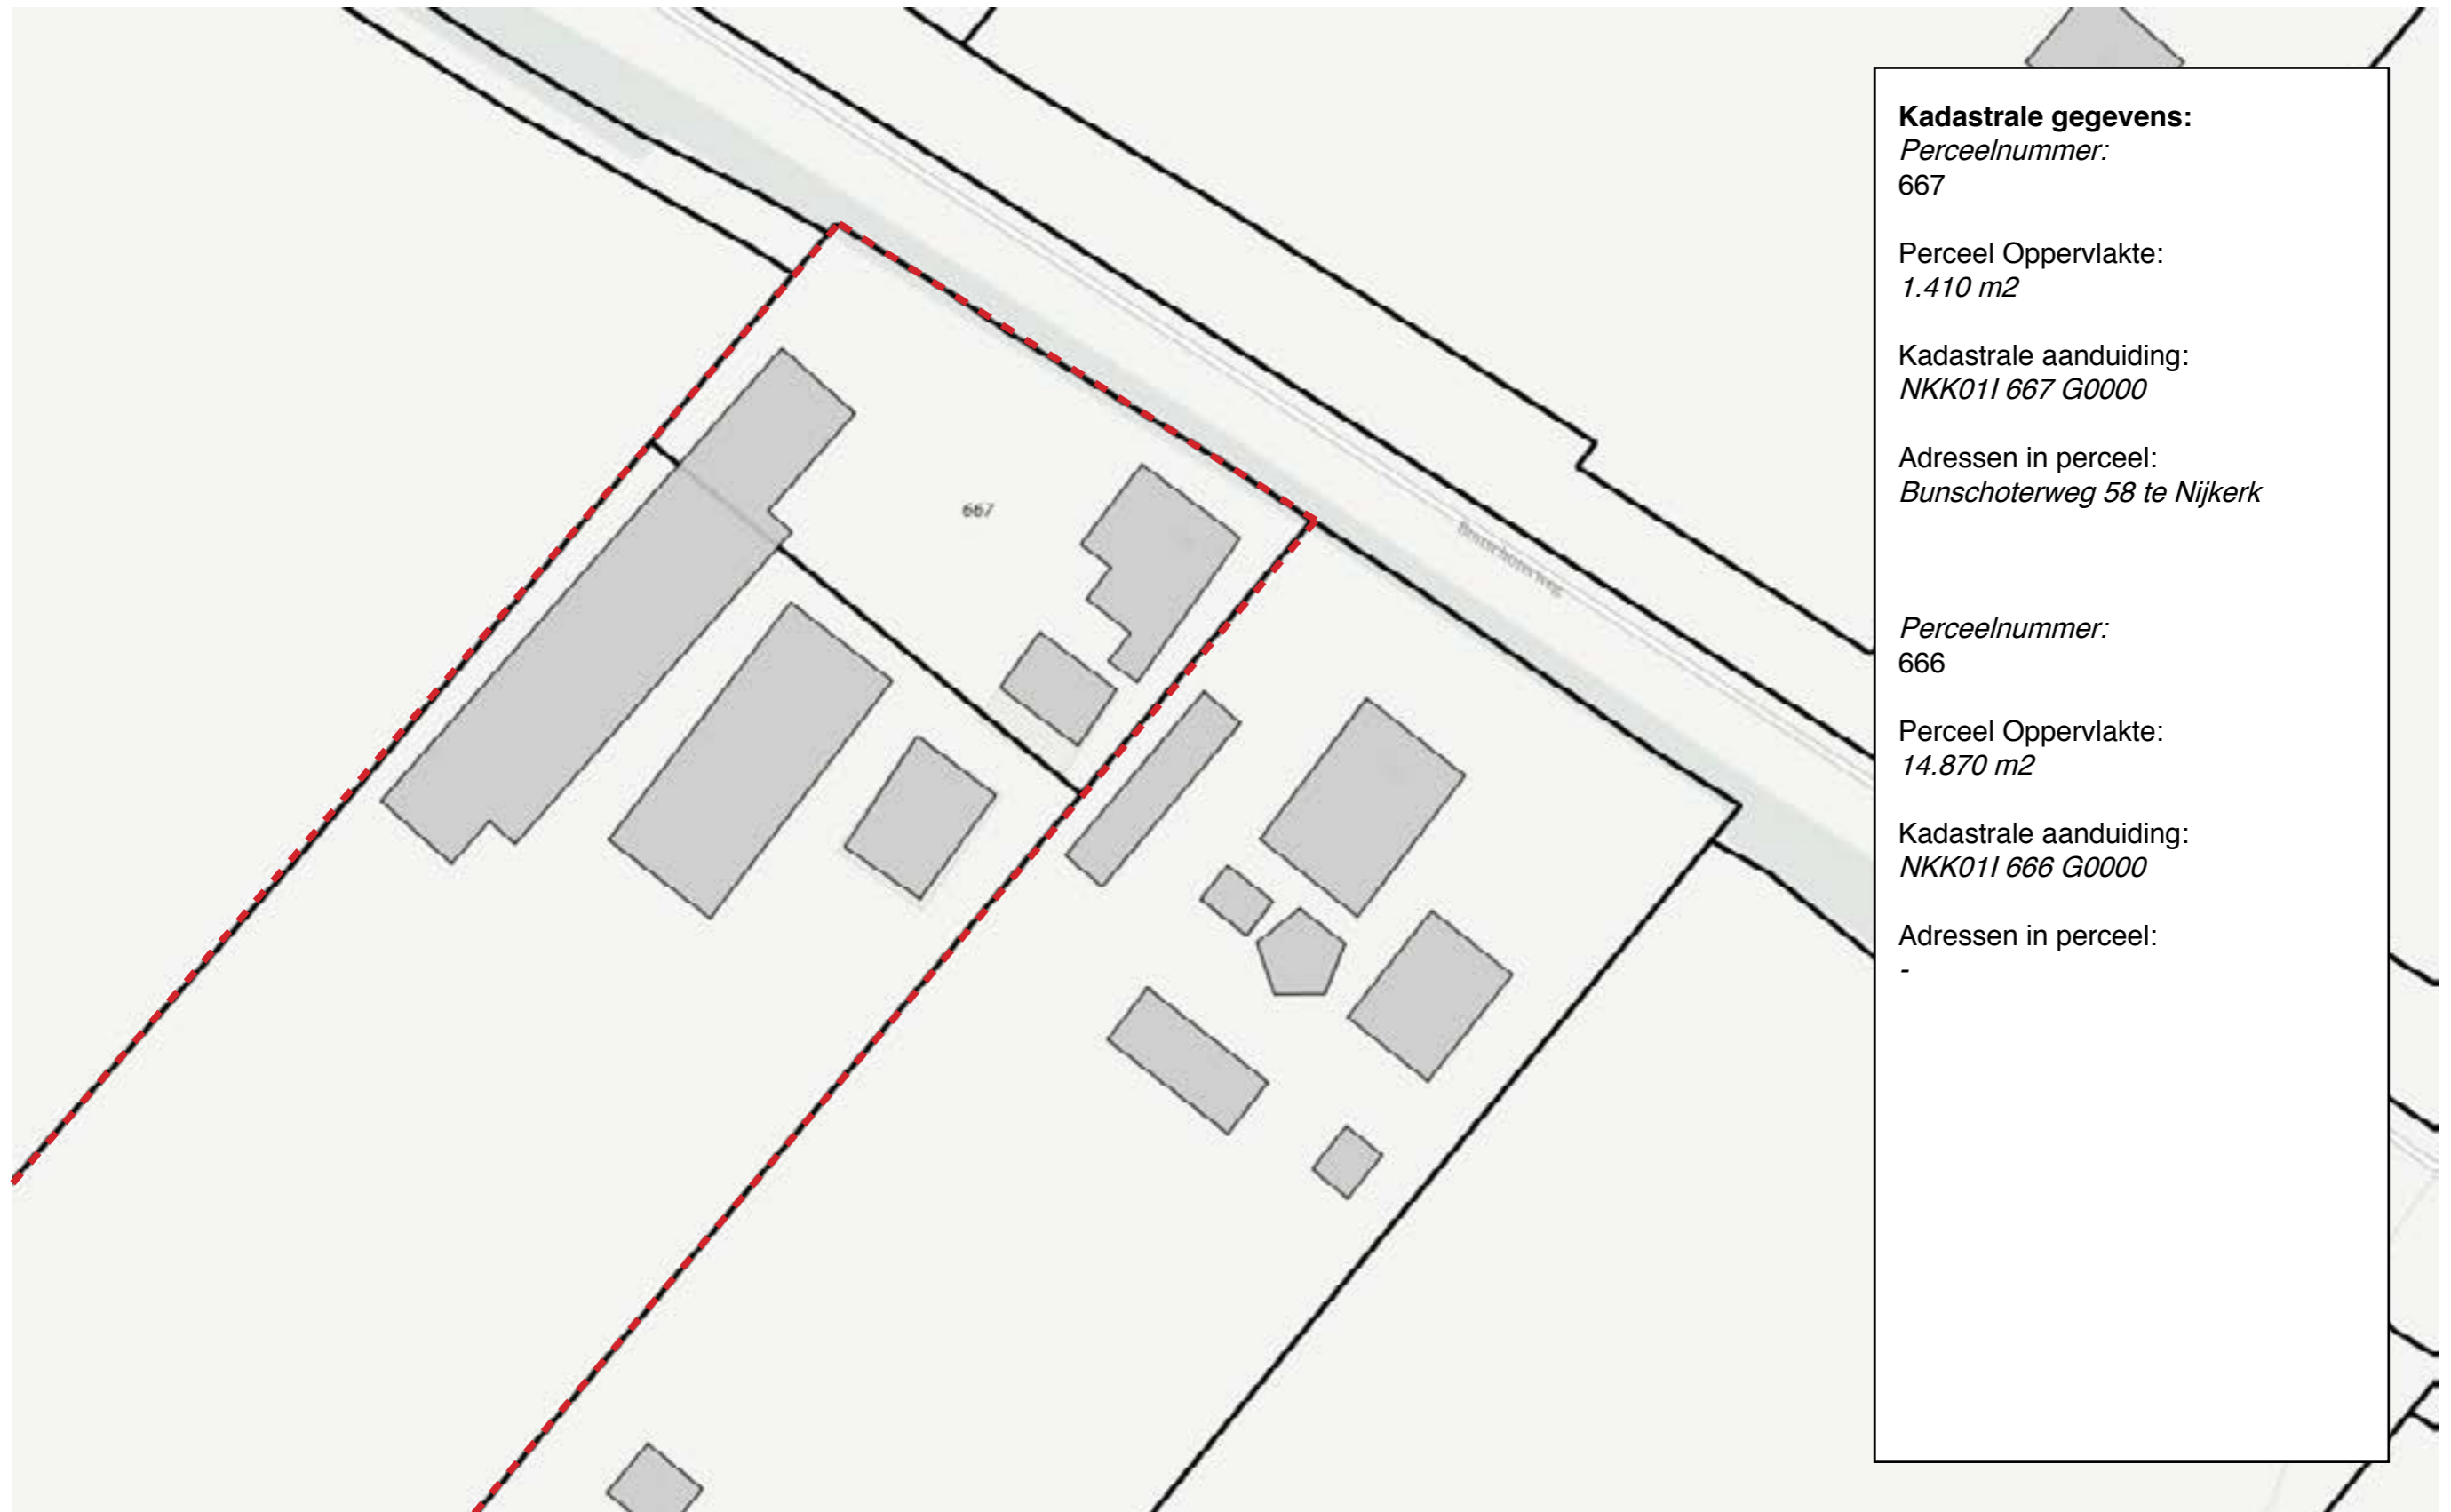 Kadastrale gegevens:
Perceelnummer:
667
Perceel Oppervlakte:
1.410 m2
Kadastrale aanduiding:
NKK01I 667 G0000
Adressen in perceel:
Bunschoterweg 58 te Nijkerk
Perceelnummer:
666
Perceel Oppervlakte:
14.870 m2
Kadastrale aanduiding:
NKK01I 666 G0000
Adressen in perceel:
-
667
Bunschoterweg